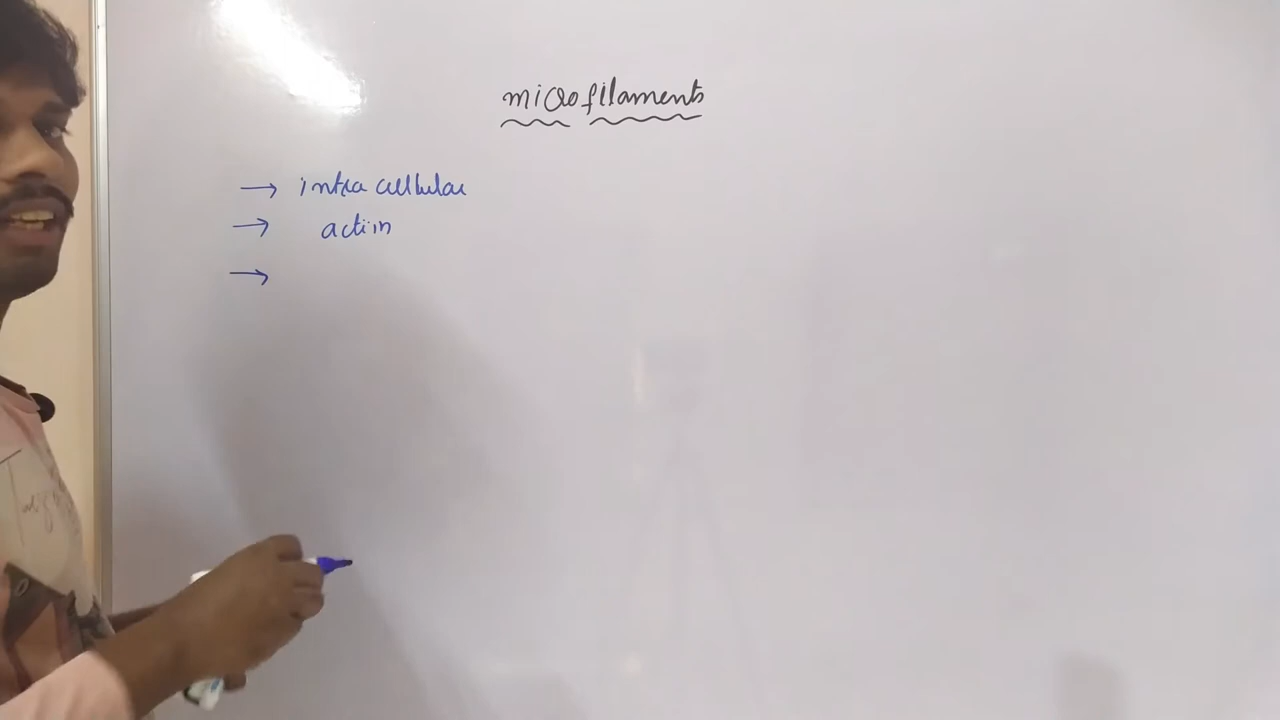 microfilaments
→ intra cellular
→ actin
→